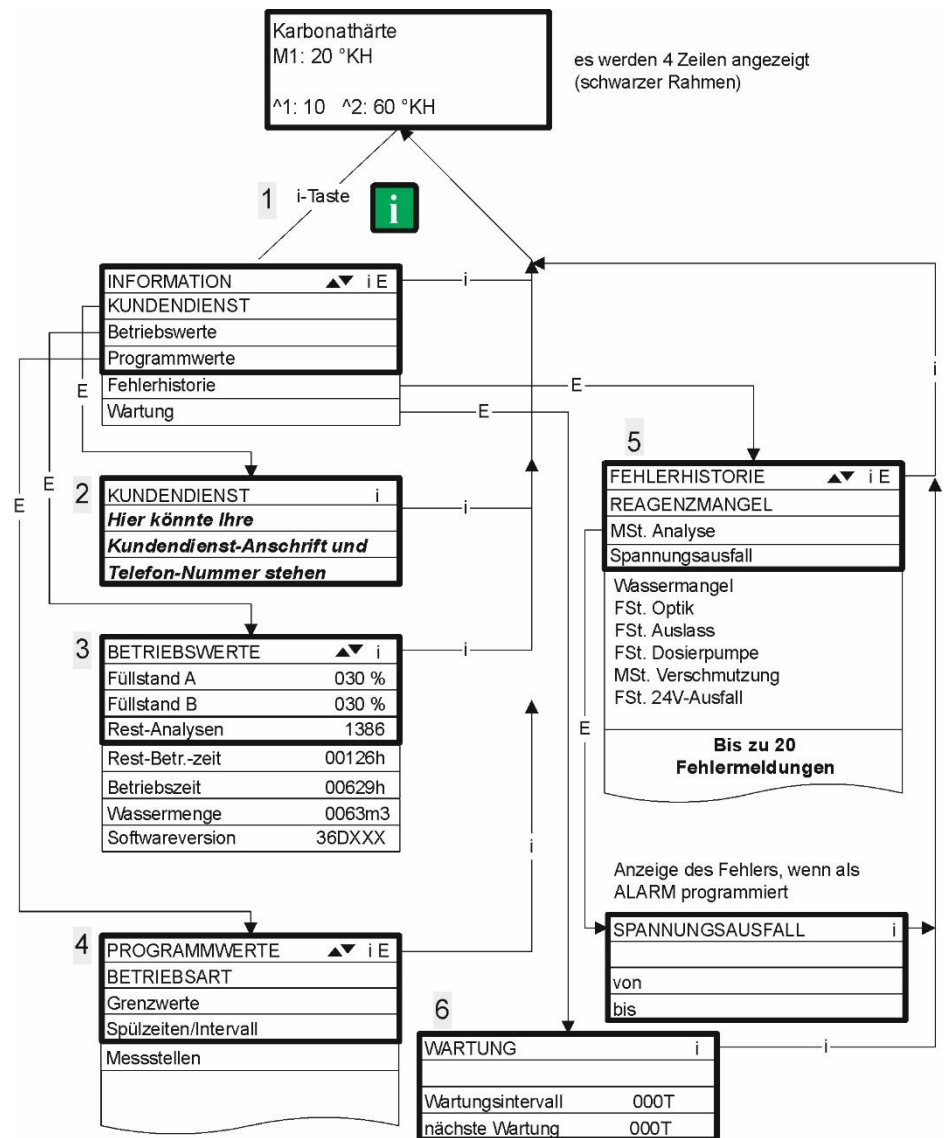 Karbonathärte
M1: 20 °KH
^1: 10 ^2: 60 °KH
es werden 4 Zeilen angezeigt
(schwarzer Rahmen)
1 i-Taste
i
INFORMATION ▲▼ i E
KUNDENDIENST
Betriebswerte
Programmwerte
Fehlerhistorie
Wartung
i
E
E
E
E
E
i
2
KUNDENDIENST i
Hier könnte Ihre
Kundendienst-Anschrift und
Telefon-Nummer stehen
i
3
BETRIEBSWERTE ▲▼ i
Füllstand A 030 %
Füllstand B 030 %
Rest-Analysen 1386
Rest-Betr.-zeit 00126h
Betriebszeit 00629h
Wassermenge 0063m3
Softwareversion 36DXXX
i
i
4
PROGRAMMWERTE ▲▼ i E
BETRIEBSART
Grenzwerte
Spülzeiten/Intervall
Messstellen
5
FEHLERHISTORIE ▲▼ i E
REAGENZMANGEL
MSt. Analyse
Spannungsausfall
Wassermangel
FSt. Optik
FSt. Auslass
FSt. Dosierpumpe
MSt. Verschmutzung
FSt. 24V-Ausfall
Bis zu 20
Fehlermeldungen
E
Anzeige des Fehlers, wenn als
ALARM programmiert
SPANNUNGSAUSFALL i
von
bis
6
WARTUNG i
Wartungsintervall 000T
nächste Wartung 000T
i